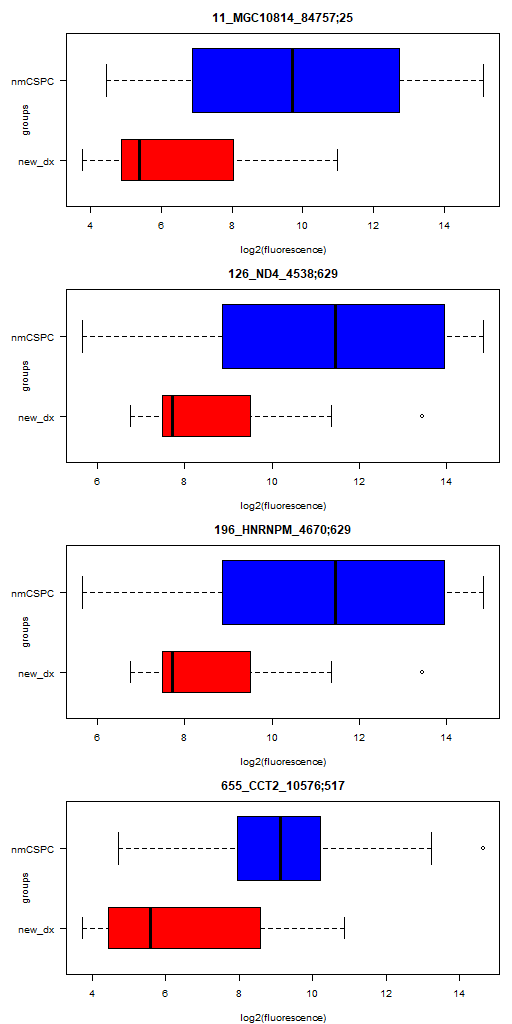 11_MGC10814_84757;25
nmCSPC
groups
new_dx
4 6 8 10 12 14
log2(fluorescence)
126_ND4_4538;629
nmCSPC
groups
new_dx
6 8 10 12 14
log2(fluorescence)
196_HNRNPM_4670;629
nmCSPC
groups
new_dx
6 8 10 12 14
log2(fluorescence)
655_CCT2_10576;517
nmCSPC
groups
new_dx
4 6 8 10 12 14
log2(fluorescence)